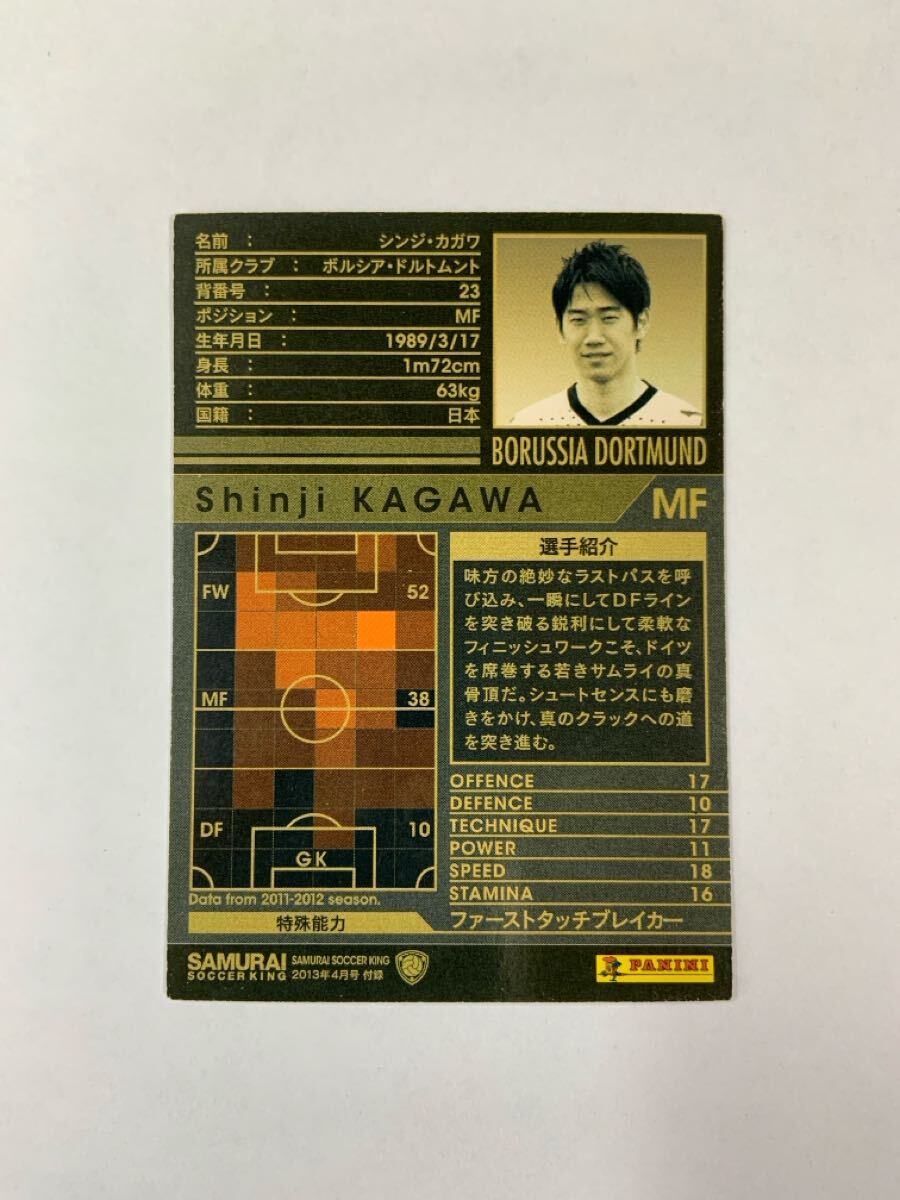 名前 : シンジ・カガワ
所属クラブ : ボルシア・ドルトムント
背番号 : 23
ポジション : MF
生年月日 : 1989/3/17
身長 : 1m72cm
体重 : 63kg
国籍 : 日本
BORUSSIA DORTMUND
Shinji KAGAWA MF
FW 52
MF 38
DF 10
GK
Data from 2011-2012 season.
選手紹介
味方の絶妙なラストパスを呼
び込み、一瞬にしてDFライン
を突き破る鋭利にして柔軟な
フィニッシュワークこそ、ドイツ
を席巻する若きサムライの真
骨頂だ。シュートセンスにも磨
きをかけ、真のクラックへの道
を突き進む。
OFFENCE 17
DEFENCE 10
TECHNIQUE 17
POWER 11
SPEED 18
STAMINA 16
特殊能力 ファーストタッチブレイカー
SAMURAI
SOCCER KING
SAMURAI SOCCER KING
2013年4月号 付録
PANINI